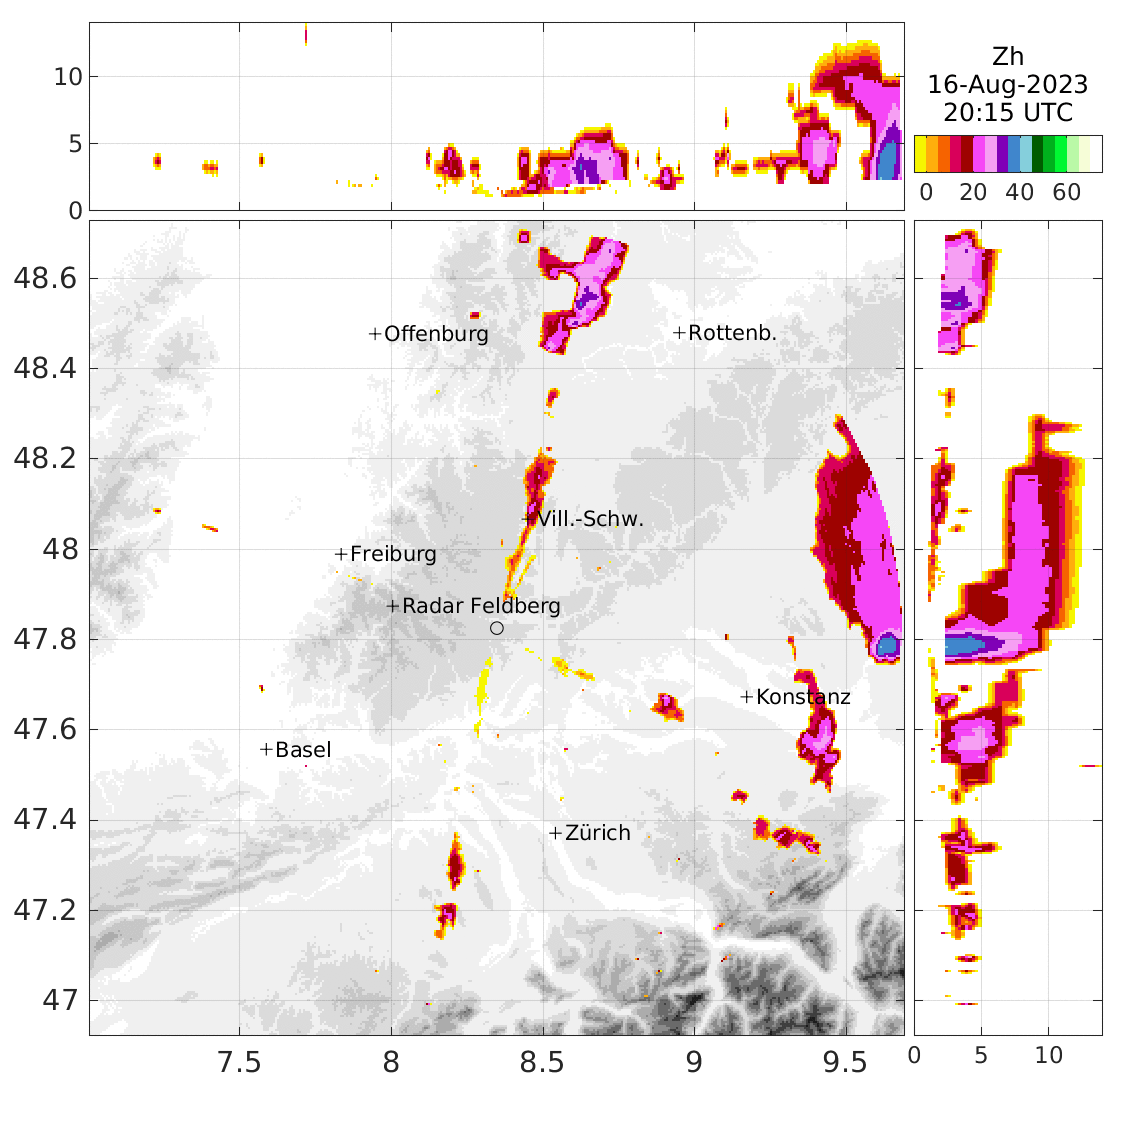 10
5
0
Zh
16-Aug-2023
20:15 UTC
0 20 40 60
48.6
48.4
48.2
48
47.8
47.6
47.4
47.2
47
+Offenburg
+Rottenb.
+Vill.-Schw.
+Freiburg
+Radar Feldberg
+Konstanz
+Basel
+Zürich
7.5 8 8.5 9 9.5
0 5 10